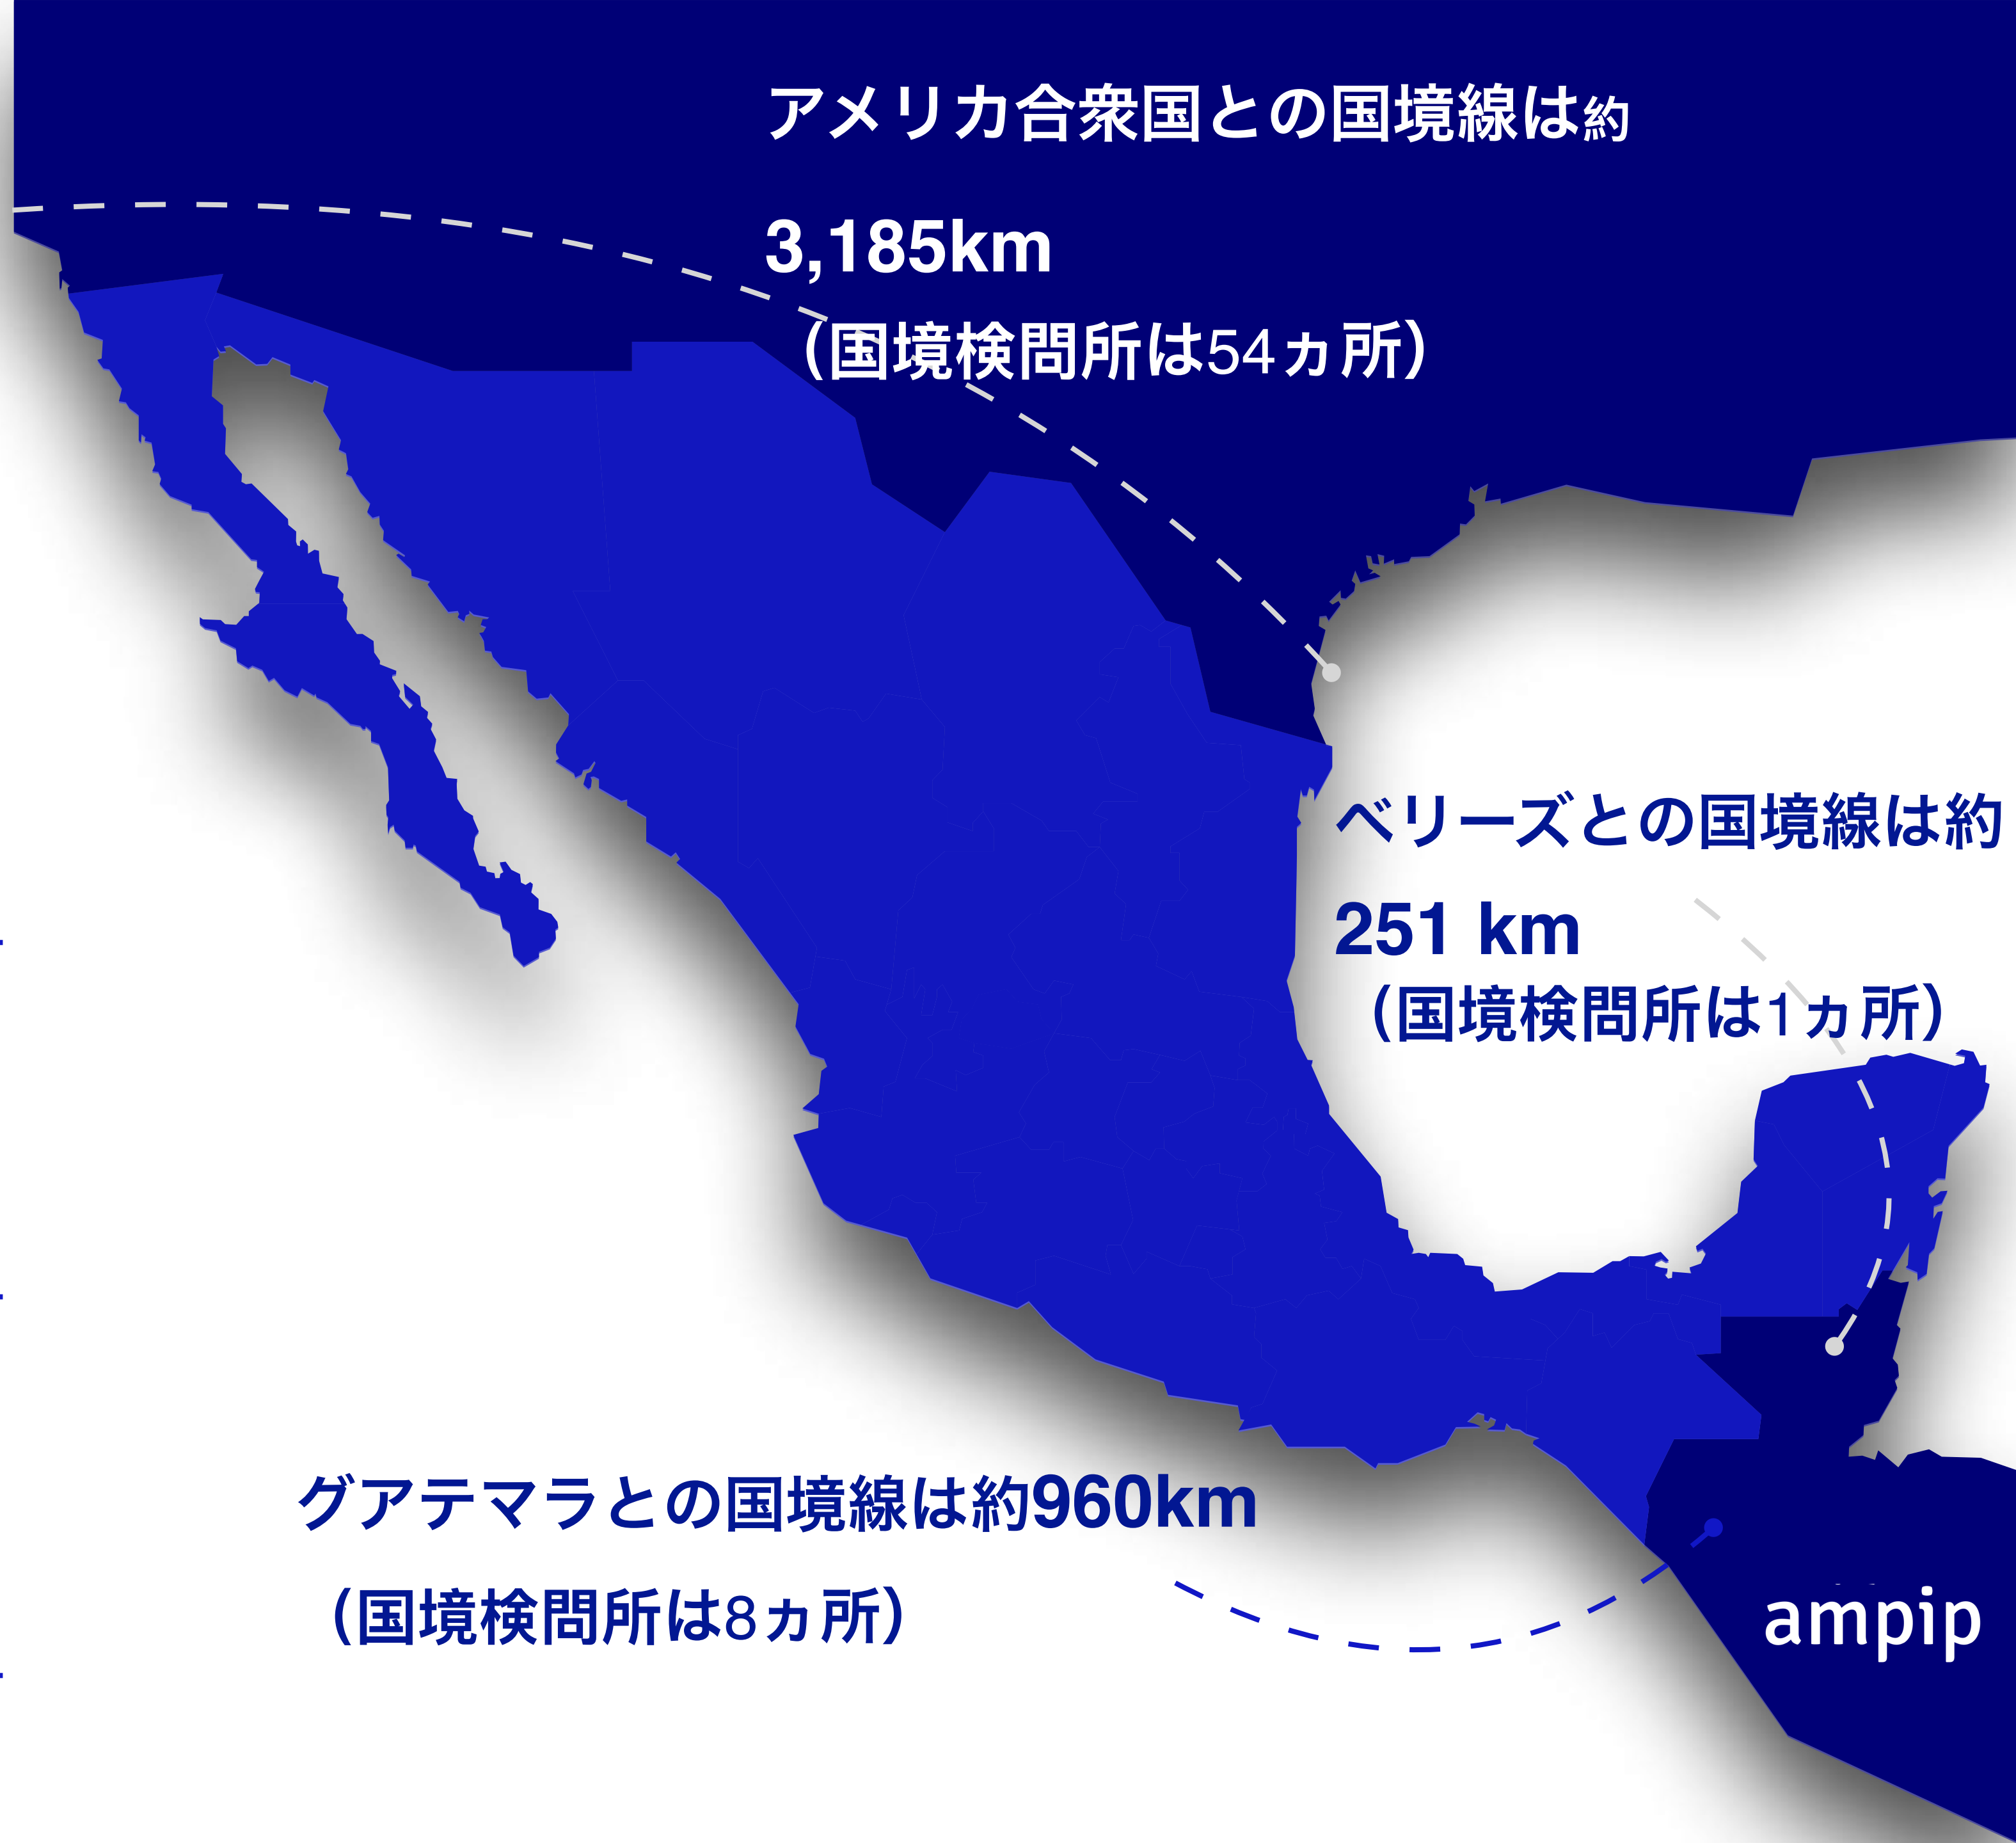 アメリカ合衆国との国境線は約
3,185km
（国境検問所は54ヵ所）
ベリーズとの国境線は約
251 km
（国境検問所は1ヵ所）
グアテマラとの国境線は約960km
（国境検問所は8ヵ所）
ampip